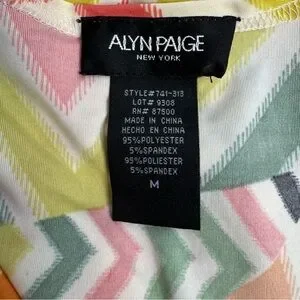 ALYN PAIGE
NEW YORK
STYLE# 741-313
LOT# 9308
RN# 87500
MADE IN CHINA
HECHO EN CHINA
95% POLYESTER
5% SPANDEX
95% POLIESTER
5% SPANDEX
M